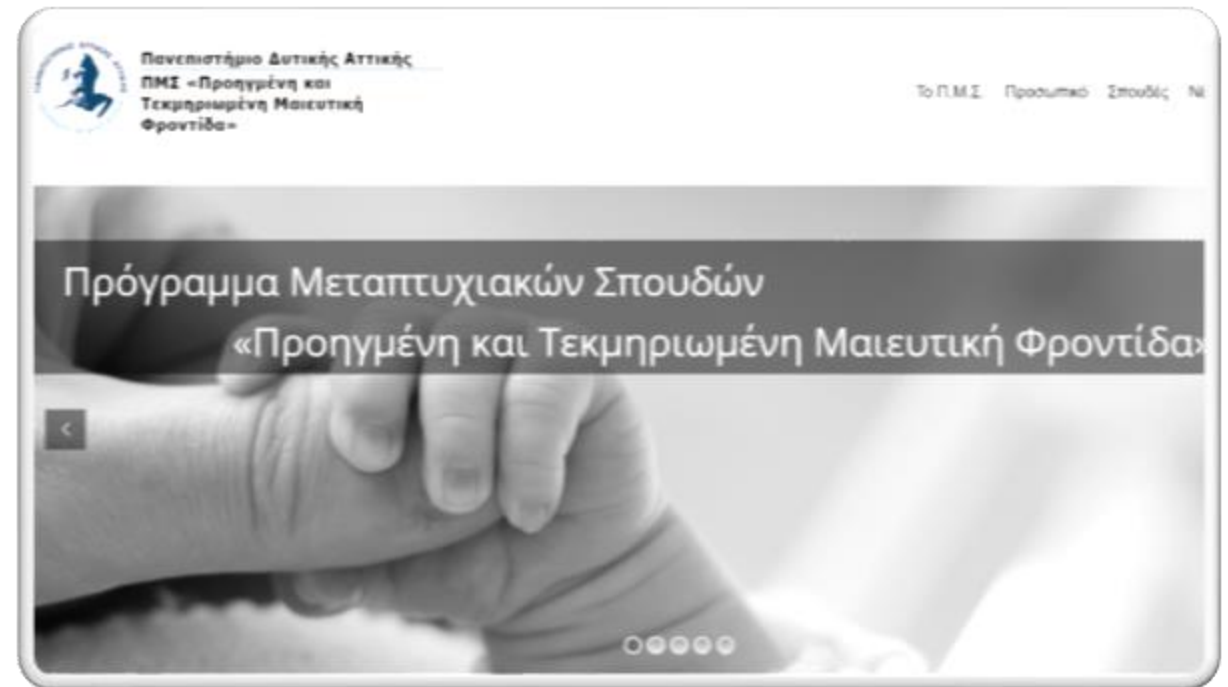 Πανεπιστήμιο Δυτικής Αττικής
ΠΜΣ «Προηγμένη και
Τεκμηριωμένη Μαιευτική
Φροντίδα»
Το Π.Μ.Σ. Προσωπικό Σπουδές Νέ
Πρόγραμμα Μεταπτυχιακών Σπουδών
«Προηγμένη και Τεκμηριωμένη Μαιευτική Φροντίδα»